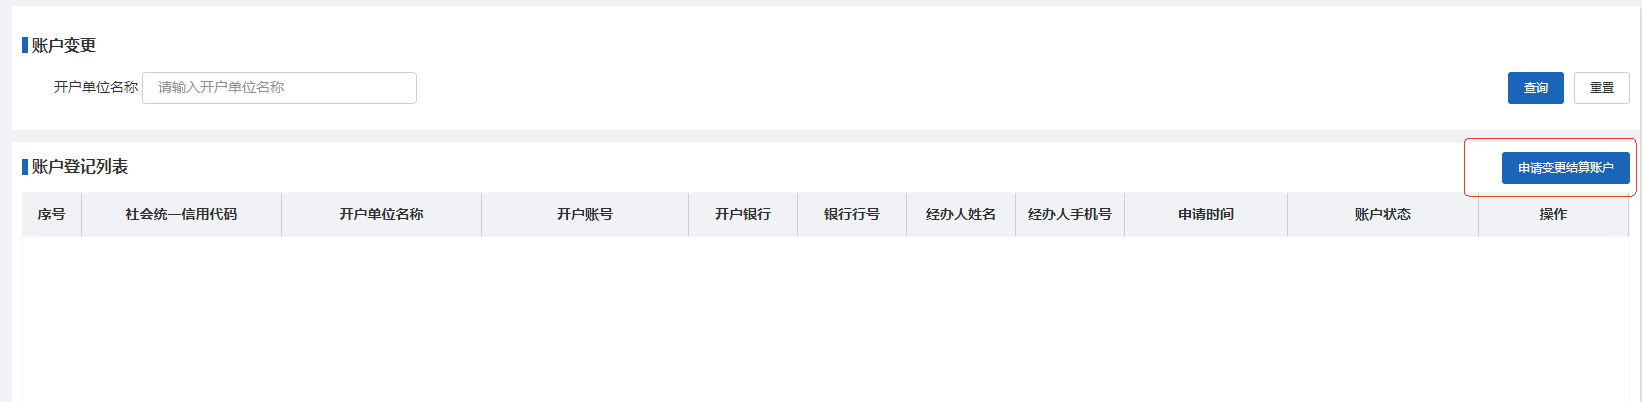 账户变更
开户单位名称 请输入开户单位名称 查询 重置
账户登记列表 申请变更结算账户
序号 社会统一信用代码 开户单位名称 开户账号 开户银行 银行行号 经办人姓名 经办人手机号 申请时间 账户状态 操作